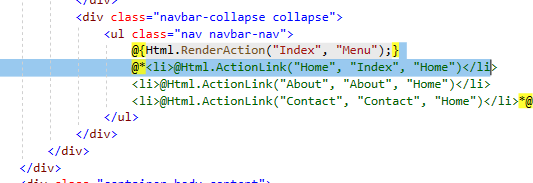 </div>
<div class="navbar-collapse collapse">
<ul class="nav navbar-nav">
@{Html.RenderAction("Index", "Menu");}
@*<li>@Html.ActionLink("Home", "Index", "Home")</li>
<li>@Html.ActionLink("About", "About", "Home")</li>
<li>@Html.ActionLink("Contact", "Contact", "Home")</li>*@
</ul>
</div>
</div>
</div>
<div class="container body-content">